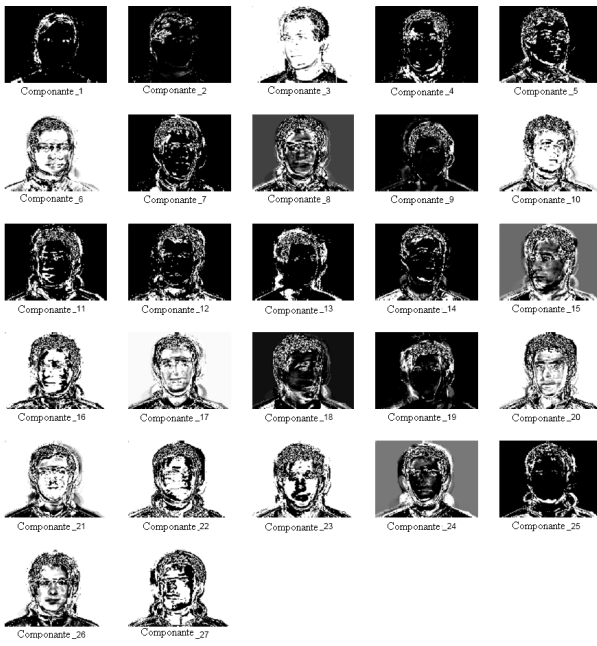 Componante_1 Componante_2 Componante_3 Componante_4 Componante_5
Componante_6 Componante_7 Componante_8 Componante_9 Componante_10
Componante_11 Componante_12 Componante_13 Componante_14 Componante_15
Componante_16 Componante_17 Componante_18 Componante_19 Componante_20
Componante_21 Componante_22 Componante_23 Componante_24 Componante_25
Componante_26 Componante_27